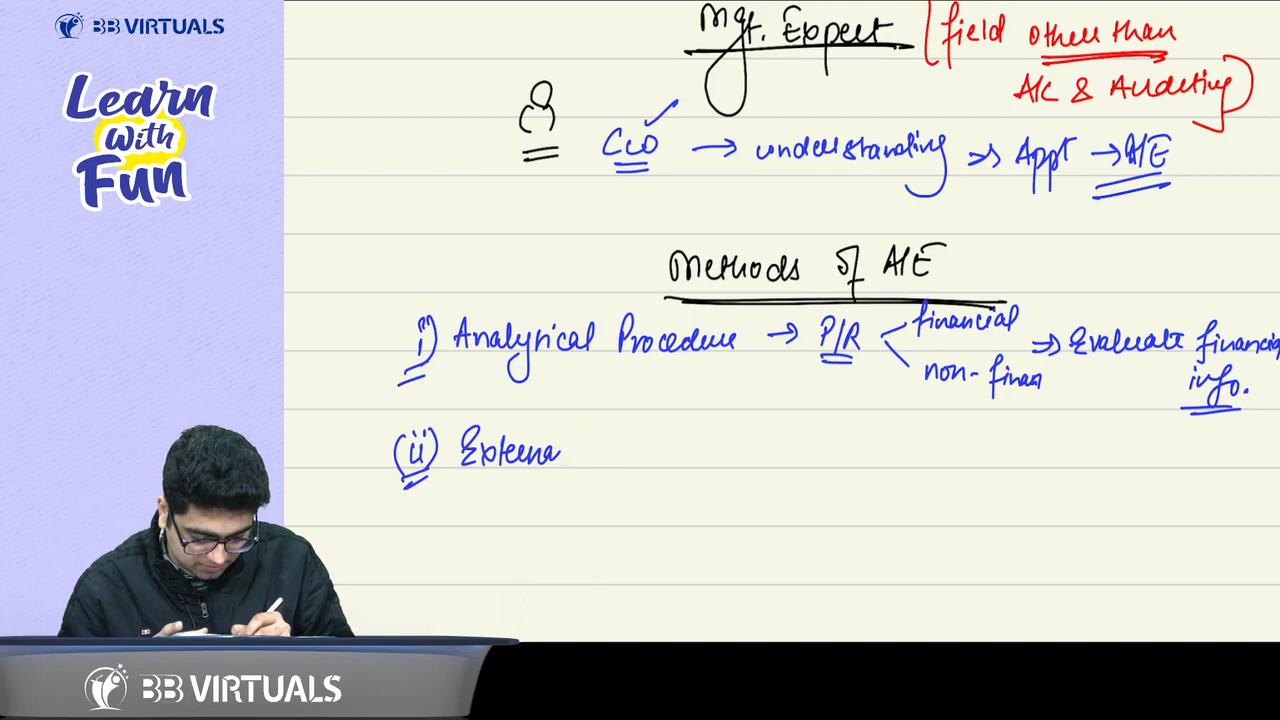 BB VIRTUALS
Learn
with
Fun
Mgt. Expert (field other than
A/c & Auditing)
CCO → understanding ⇒ Appt → A/E
Methods of A/E
i) Analytical Procedure → P/R < financial ⇒ Evaluate financia
non-finan info.
(ii) Externa
BB VIRTUALS